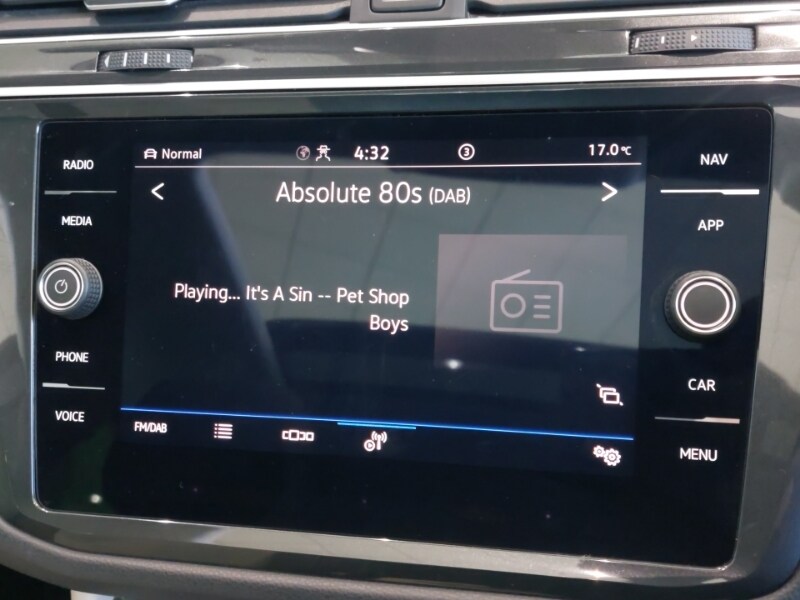 RADIO
MEDIA
PHONE
VOICE
Normal
4:32
3
17.0°C
Absolute 80s (DAB)
Playing... It's A Sin -- Pet Shop
Boys
FM/DAB
NAV
APP
CAR
MENU